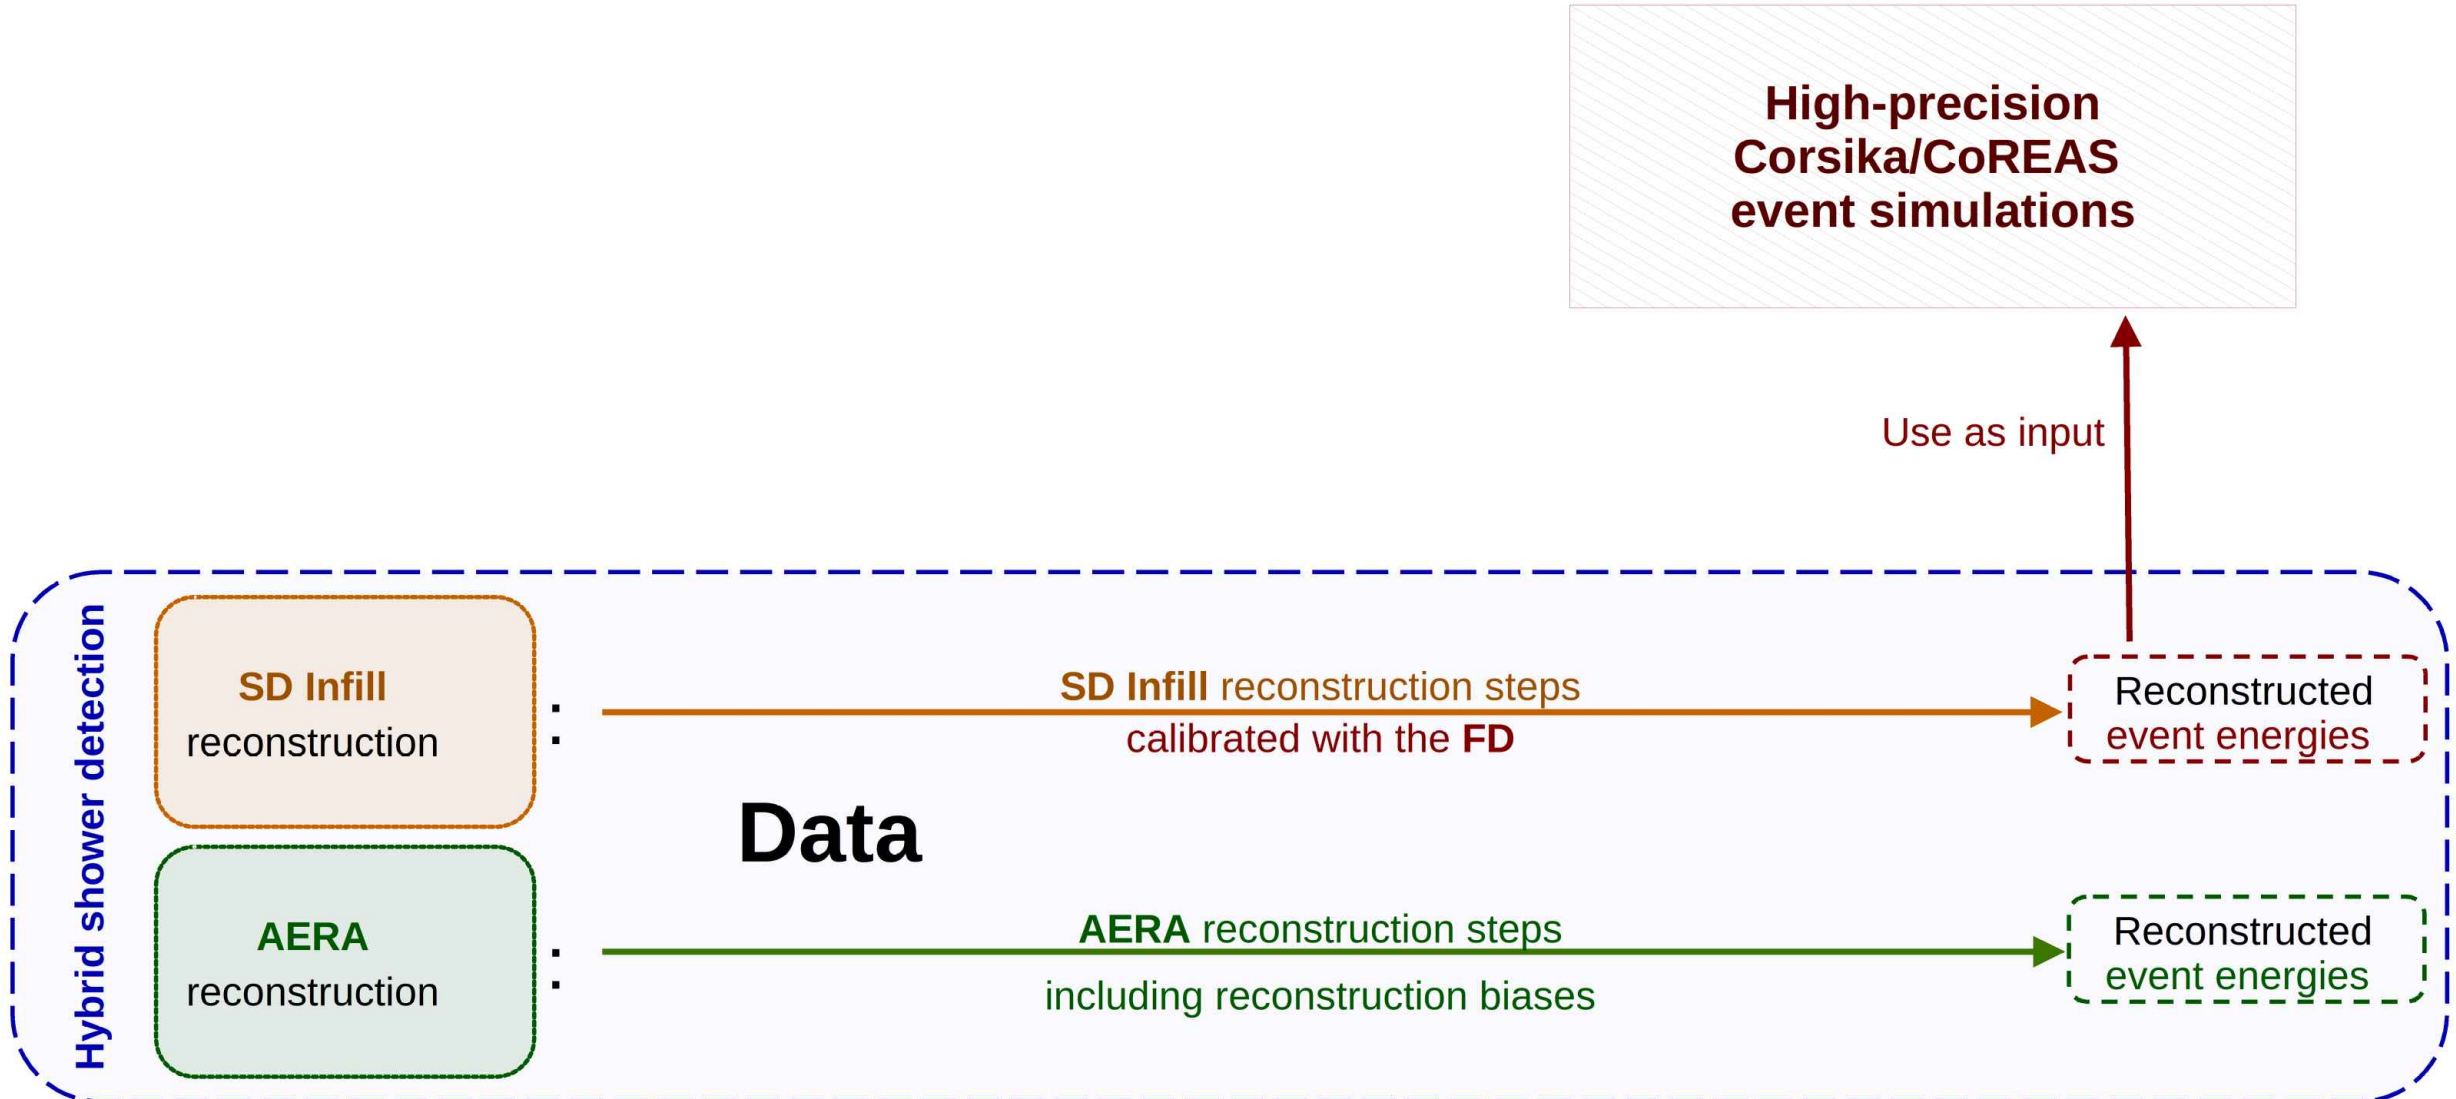 High-precision
Corsika/CoREAS
event simulations
Use as input
Hybrid shower detection
SD Infill
reconstruction
:
:
SD Infill reconstruction steps
calibrated with the FD
Reconstructed
event energies
Data
AERA
reconstruction
:
:
AERA reconstruction steps
including reconstruction biases
Reconstructed
event energies